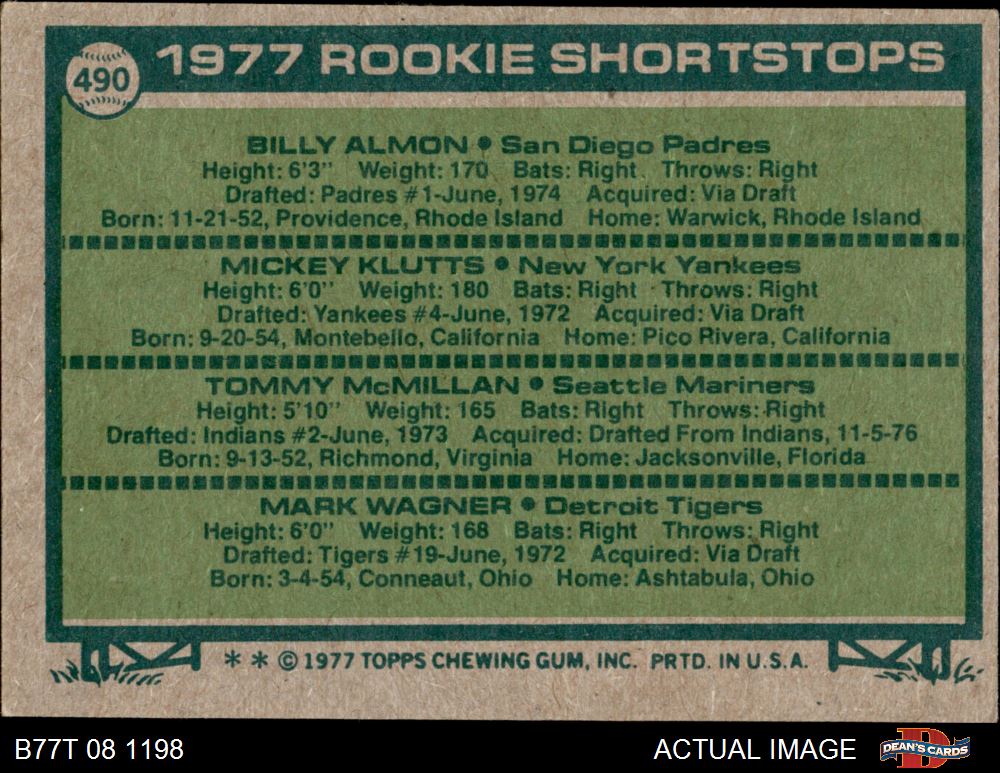 490 1977 ROOKIE SHORTSTOPS
BILLY ALMON • San Diego Padres
Height: 6'3" Weight: 170 Bats: Right Throws: Right
Drafted: Padres #1-June, 1974 Acquired: Via Draft
Born: 11-21-52, Providence, Rhode Island Home: Warwick, Rhode Island
MICKEY KLUTTS • New York Yankees
Height: 6'0" Weight: 180 Bats: Right Throws: Right
Drafted: Yankees #4-June, 1972 Acquired: Via Draft
Born: 9-20-54, Montebello, California Home: Pico Rivera, California
TOMMY McMILLAN • Seattle Mariners
Height: 5'10" Weight: 165 Bats: Right Throws: Right
Drafted: Indians #2-June, 1973 Acquired: Drafted From Indians, 11-5-76
Born: 9-13-52, Richmond, Virginia Home: Jacksonville, Florida
MARK WAGNER • Detroit Tigers
Height: 6'0" Weight: 168 Bats: Right Throws: Right
Drafted: Tigers #19-June, 1972 Acquired: Via Draft
Born: 3-4-54, Conneaut, Ohio Home: Ashtabula, Ohio
* * © 1977 TOPPS CHEWING GUM, INC. PRTD. IN U.S.A.
B77T 08 1198 ACTUAL IMAGE DEAN'S CARDS